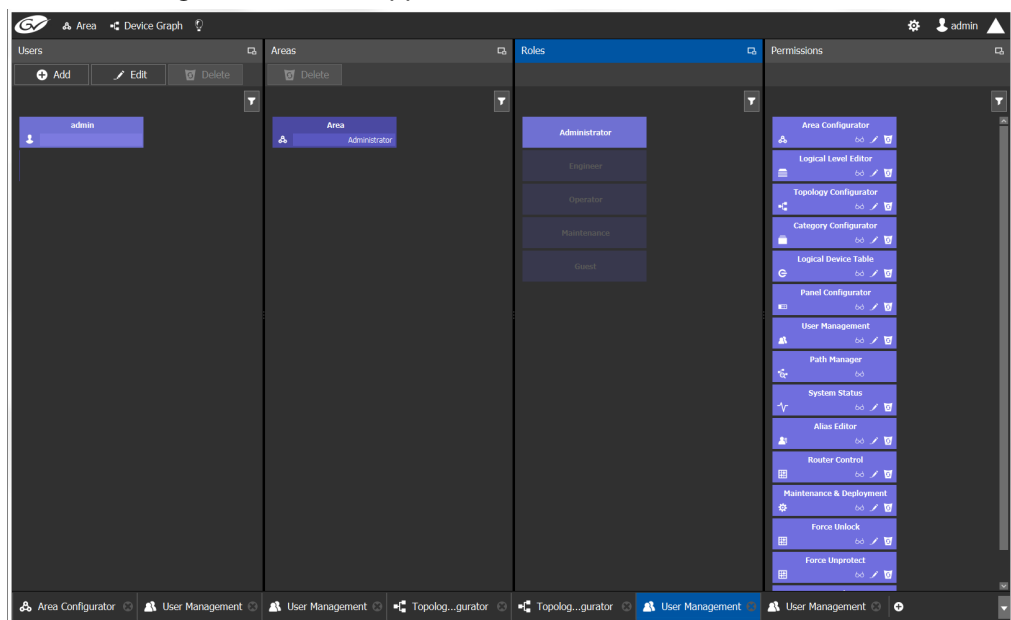 GV Area Device Graph admin
Users
Areas
Roles
Permissions
Add Edit Delete
Delete
admin
Area
Administrator
Administrator
Engineer
Operator
Maintenance
Guest
Area Configurator
Logical Level Editor
Topology Configurator
Category Configurator
Logical Device Table
Panel Configurator
User Management
Path Manager
System Status
Alias Editor
Router Control
Maintenance & Deployment
Force Unlock
Force Unprotect
Area Configurator User Management User Management Topolog...gurator Topolog...gurator User Management User Management